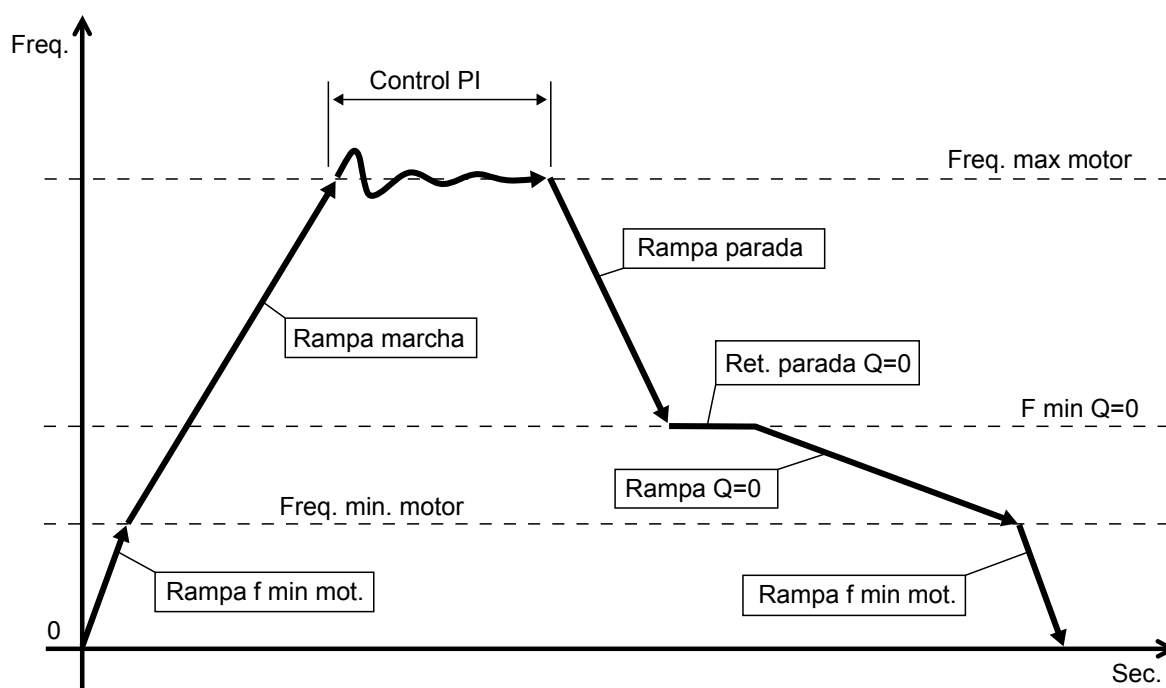 Freq.
Control PI
Freq. max motor
Rampa parada
Rampa marcha
Ret. parada Q=0
F min Q=0
Rampa Q=0
Freq. min. motor
Rampa f min mot.
Rampa f min mot.
0
Sec.